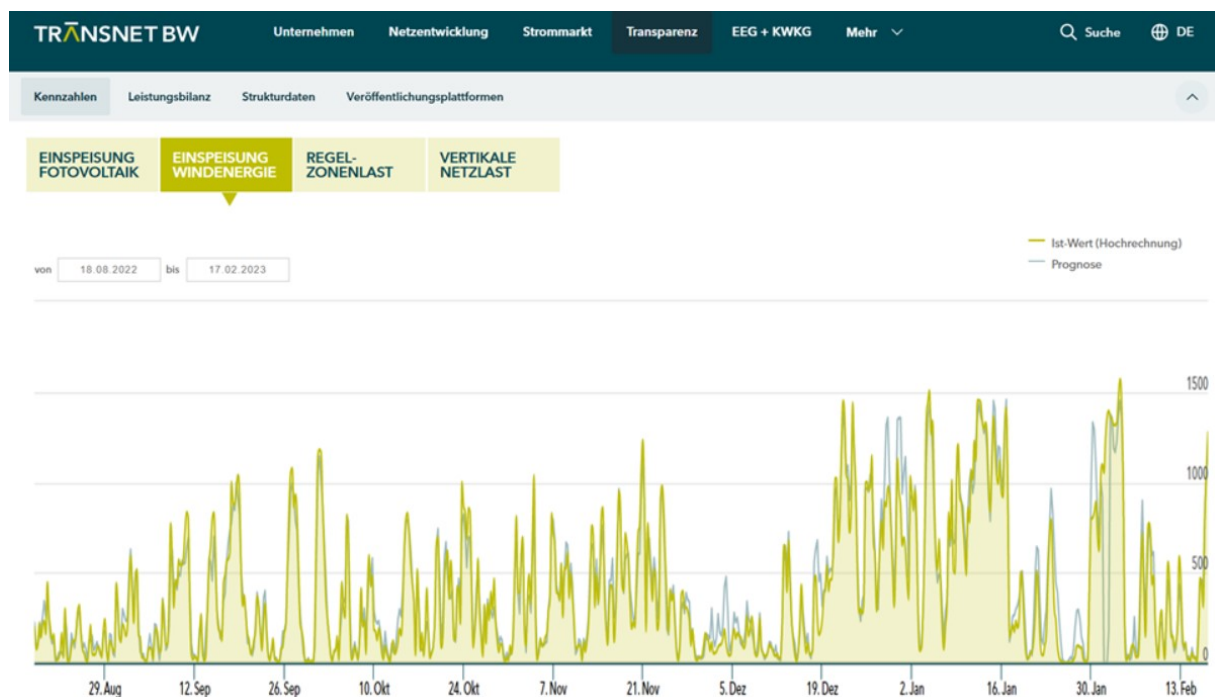 TRANSNET BW
Unternehmen Netzentwicklung Strommarkt Transparenz EEG + KWKG Mehr Suche DE
Kennzahlen Leistungsbilanz Strukturdaten Veröffentlichungsplattformen
EINSPEISUNG FOTOVOLTAIK
EINSPEISUNG WINDENERGIE
REGEL- ZONENLAST
VERTIKALE NETZLAST
Ist-Wert (Hochrechnung)
Prognose
von 18.08.2022 bis 17.02.2023
1500
1000
500
0
29. Aug 12. Sep 26. Sep 10. Okt 24. Okt 7. Nov 21. Nov 5. Dez 19. Dez 2. Jan 16. Jan 30. Jan 13. Feb